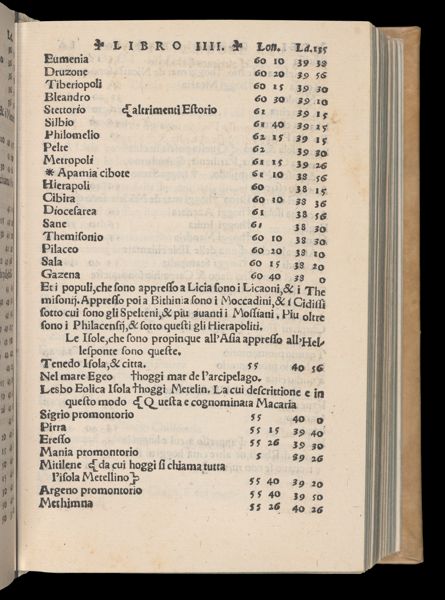 LIBRO IIII. Lon. La. 135
Eumenia 60 10 39 38
Druzone 60 20 39 56
Tiberiopoli 60 15 39 30
Bleandro 60 30 39 10
Stettorio altrimenti Estorio 61 39 15
Silbio 61 40 39 25
Philomelio 62 15 39 15
Pelte 62 39 30
Metropoli 61 15 39 26
* Apamia cibote 61 10 38 56
Hierapoli 60 38 15
Cibira 60 10 38 36
Diocesarea 61 38 56
Sane 61 38 30
Themisonio 60 10 38 30
Pilaceo 60 20 38 10
Sala 60 15 38 20
Gazena 60 40 38 0
Et i populi, che sono appresso a Licia sono i Licaoni, & i The
misonij. Appresso poi a Bithinia sono i Moccadini, & i Cidissi
sotto cui sono gli Spelteni, & piu auanti i Mossiani. Piu oltre
sono i Philacensij, & sotto questi gli Hierapoliti.
Le Isole, che sono propinque all'Asia appresso all'Hel-
lesponte sono queste.
Tenedo Isola, & citta. 55 40 56
Nel mare Egeo †hoggi mar de l'arcipelago.
Lesbo Eolica Isola †hoggi Metelin. La cui descrittione e in
questo modo Questa e cognominata Macaria
Sigrio promontorio 55 40 0
Pirra 55 15 39 40
Eresso 55 26 39 30
Mania promontorio 5 39 26
Mitilene da cui hoggi si chiama tutta
l'isola Metellino 55 40 39 20
Argeno promontorio 55 40 39 50
Methimna 55 26 40 26